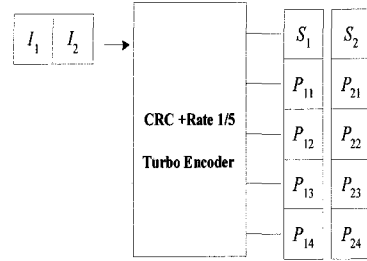 I₁ I₂
CRC +Rate 1/5
Turbo Encoder
S₁ S₂
P₁₁ P₂₁
P₁₂ P₂₂
P₁₃ P₂₃
P₁₄ P₂₄